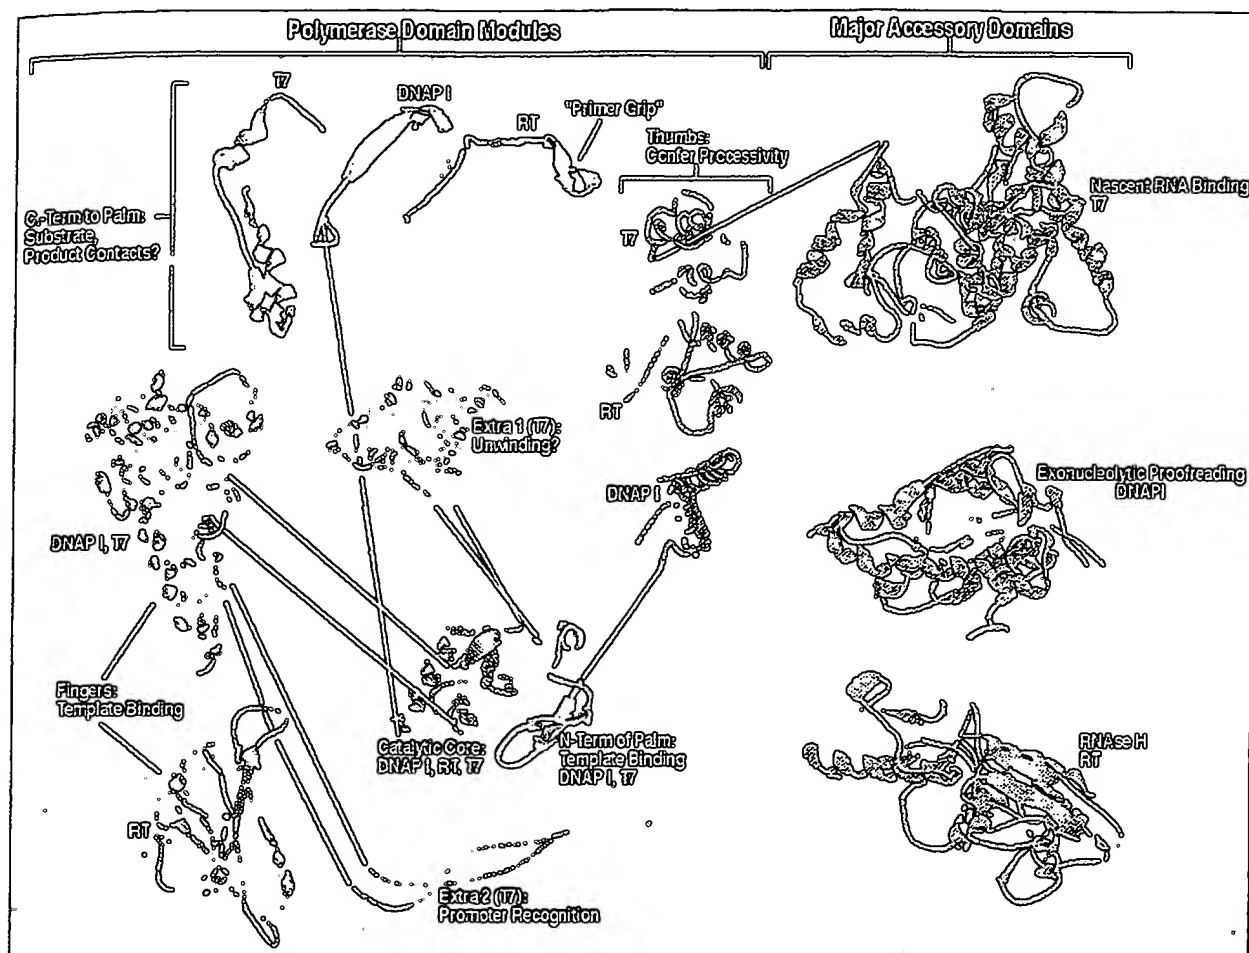 Polymerase Domain Modules
Major Accessory Domains
T7
DNAP I
RT
"Primer Grip"
Thumbs:
Confer Processivity
C.-Term to Palm:
Substrate,
Product Contacts?
T7
Nascent RNA Binding
T7
RT
Extra 1 (T7):
Unwinding?
DNAP I
Exonucleolytic Proofreading
DNAPI
DNAP I, T7
Fingers:
Template Binding
Catalytic Core:
DNAP I, RT, T7
N-Term of Palm:
Template Binding
DNAP I, T7
RNAse H
RT
RT
Extra 2 (T7):
Promoter Recognition